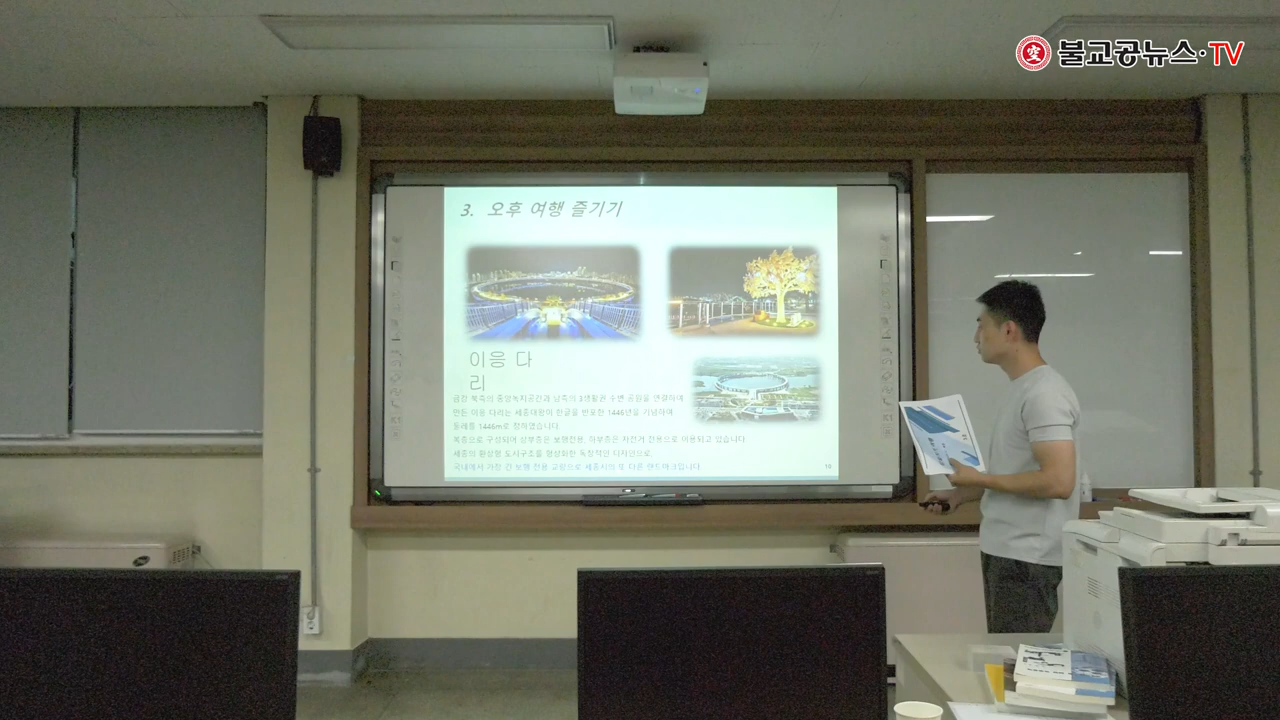 空 불교공뉴스·TV
3. 오후 여행 즐기기
이응 다
리
금강 북측의 중앙녹지공간과 남측의 3생활권 수변 공원을 연결하며
만든 이응 다리는 세종대왕이 한글을 반포한 1446년을 기념하여
둘레를 1446m로 정하였습니다.
복층으로 구성되어 상부층은 보행전용, 하부층은 자전거 전용으로 이용되고 있습니다.
세종의 환상형 도시구조를 형상화한 독창적인 디자인으로,
국내에서 가장 긴 보행 전용 교량으로 세종시의 또 다른 랜드마크입니다.
18